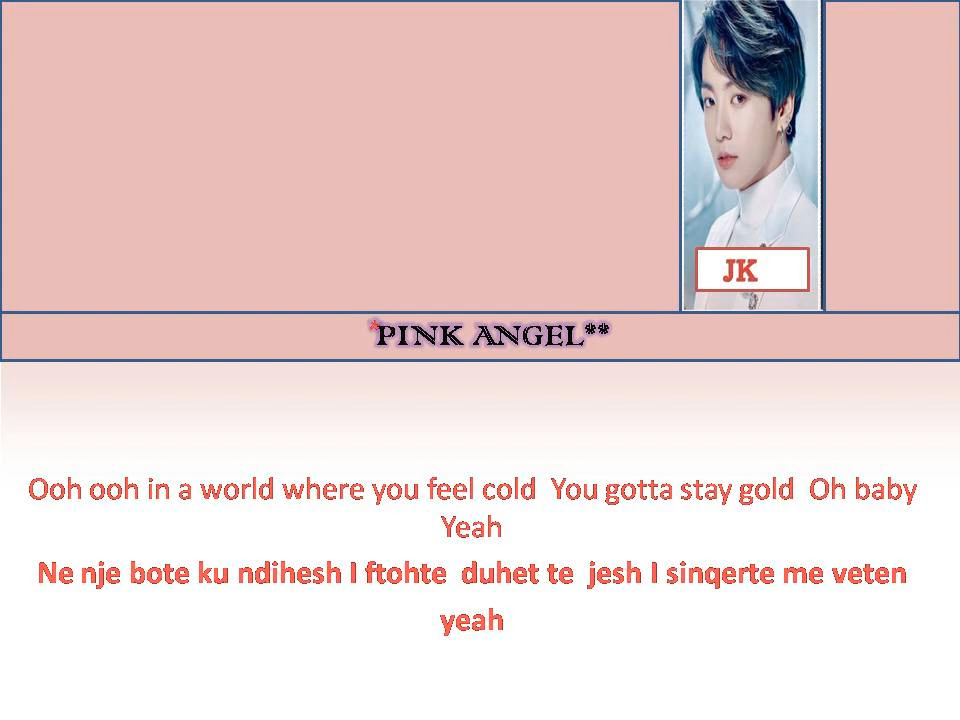 JK
*PINK ANGEL**
Ooh ooh in a world where you feel cold  You gotta stay gold  Oh baby
Yeah
Ne nje bote ku ndihesh I ftohte  duhet te  jesh I sinqerte me veten
yeah